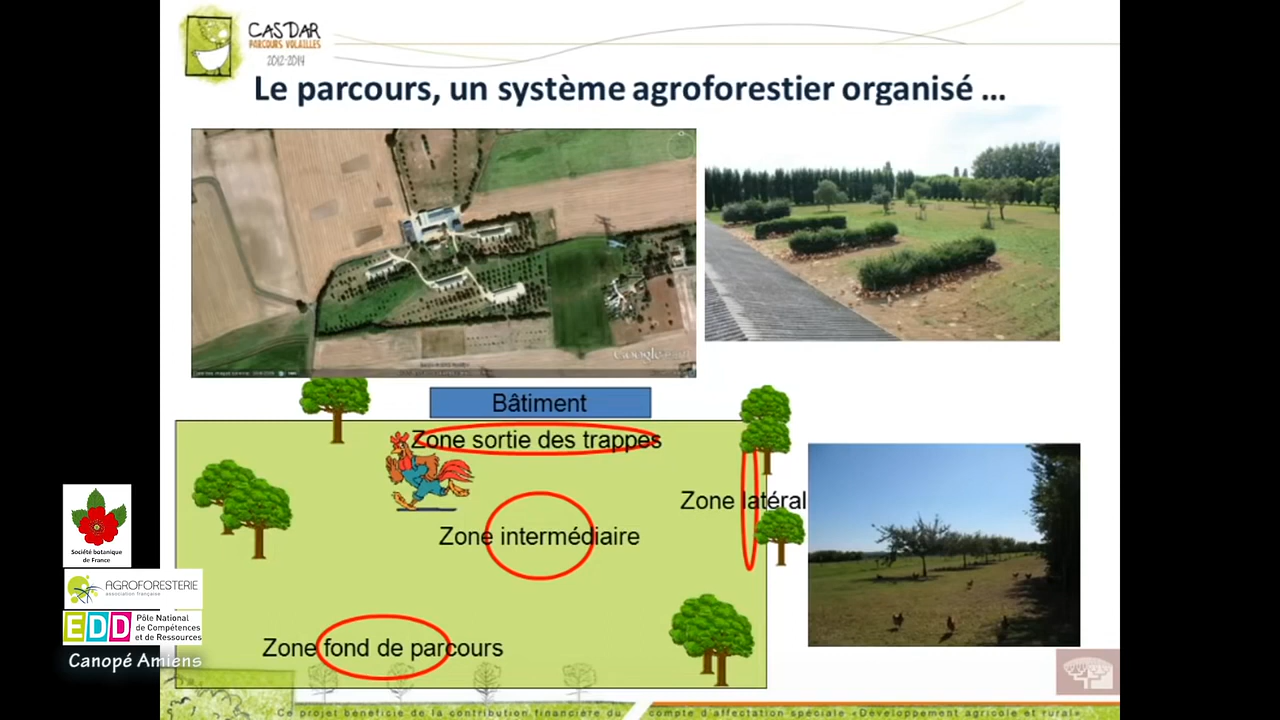 CASDAR
PARCOURS VOLAILLES
2012-2014
Le parcours, un système agroforestier organisé ...
Google
Bâtiment
Zone sortie des trappes
Zone latéral
Zone intermédiaire
Zone fond de parcours
Société botanique
de France
AGROFORESTERIE
association française
EDD Pôle National
de Compétences
et de Ressources
Canopé Amiens
Ce projet bénéficie de la contribution financière du compte d'affectation spéciale «Développement agricole et rural»